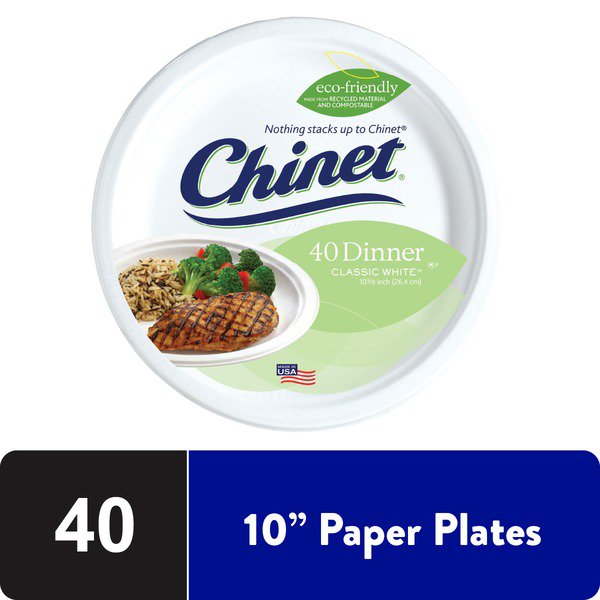 eco-friendly
MADE FROM RECYCLED MATERIAL
AND COMPOSTABLE
Nothing stacks up to Chinet®
Chinet®
40 Dinner
CLASSIC WHITE™
10 3/8 inch (26.4 cm)
MADE IN
USA
40
10” Paper Plates